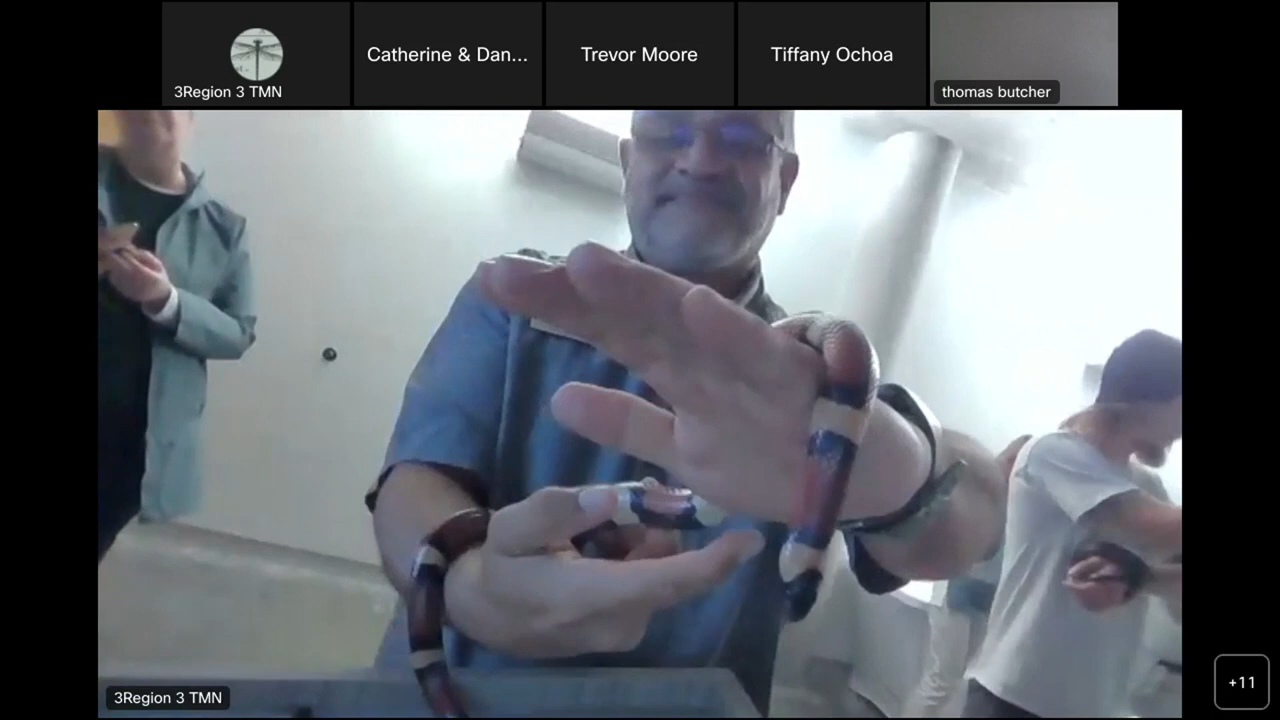 3Region 3 TMN
Catherine & Dan...
Trevor Moore
Tiffany Ochoa
thomas butcher
3Region 3 TMN
+11